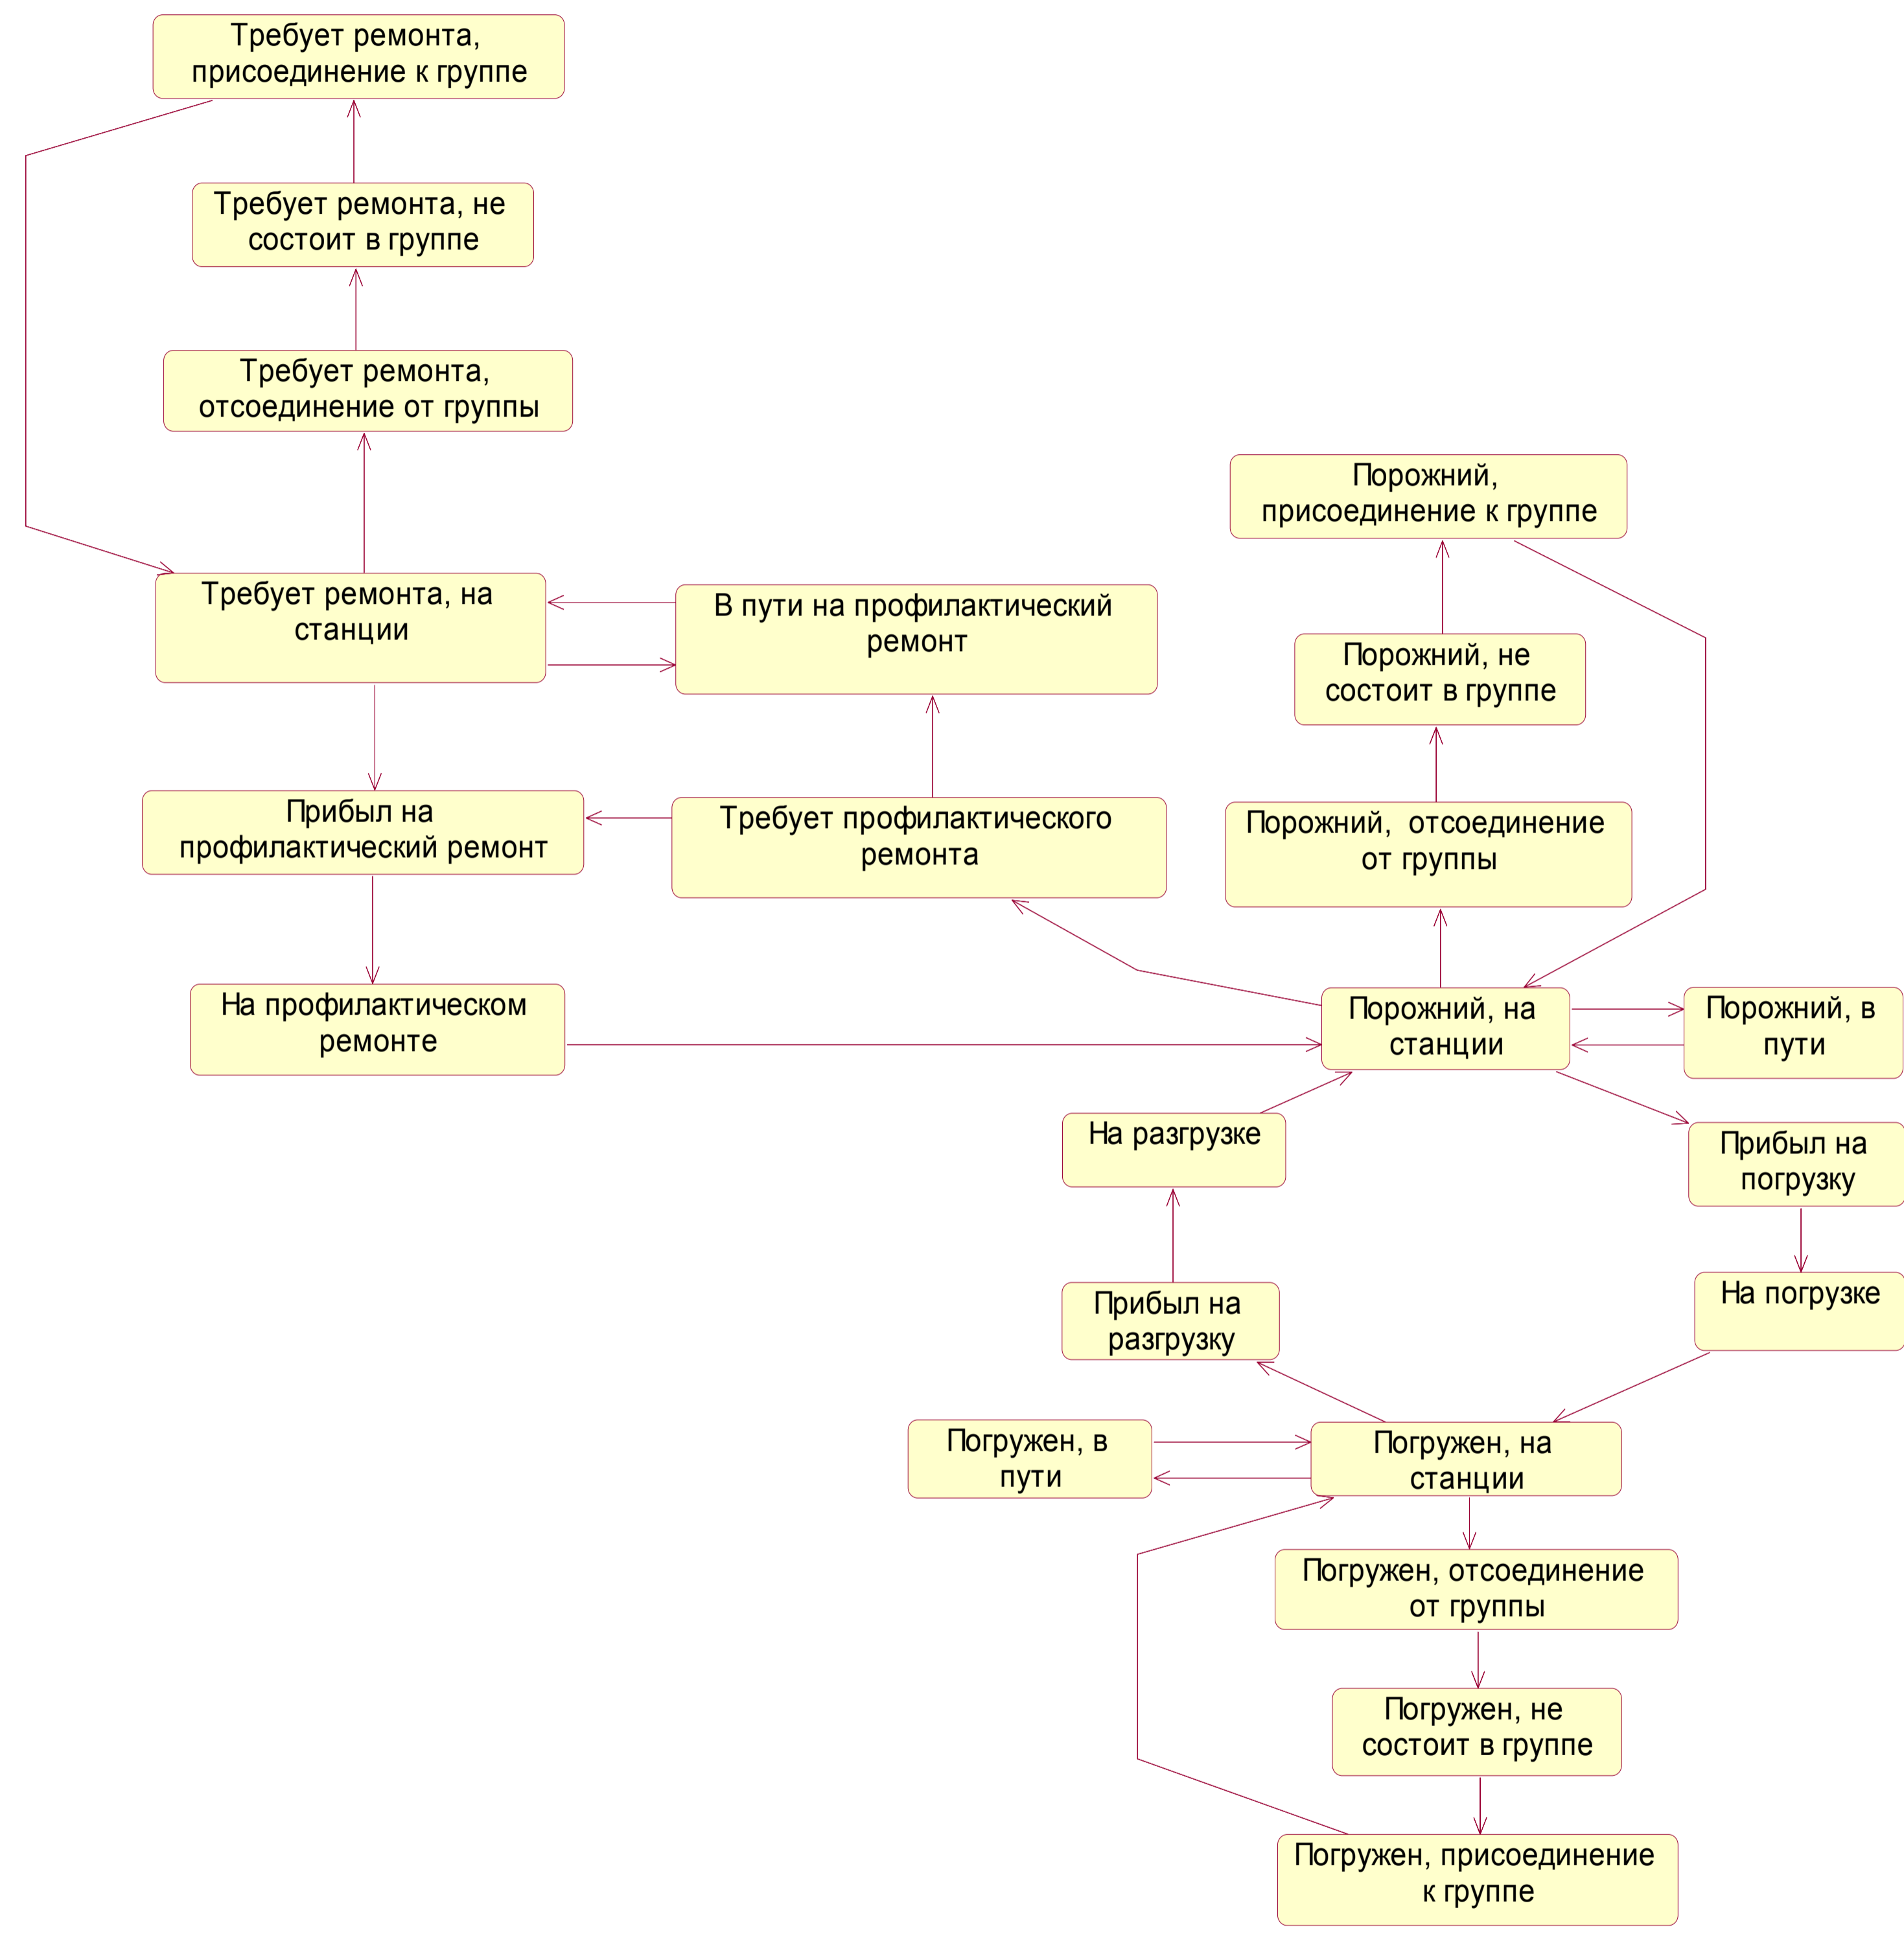 Требует ремонта,
присоединение к группе
Требует ремонта, не
состоит в группе
Требует ремонта,
отсоединение от группы
Требует ремонта, на
станции
В пути на профилактический
ремонт
Прибыл на
профилактический ремонт
Требует профилактического
ремонта
На профилактическом
ремонте
Порожний,
присоединение к группе
Порожний, не
состоит в группе
Порожний,  отсоединение
от группы
Порожний, на
станции
Порожний, в
пути
На разгрузке
Прибыл на
погрузку
Прибыл на
разгрузку
На погрузке
Погружен, в
пути
Погружен, на
станции
Погружен, отсоединение
от группы
Погружен, не
состоит в группе
Погружен, присоединение
к группе